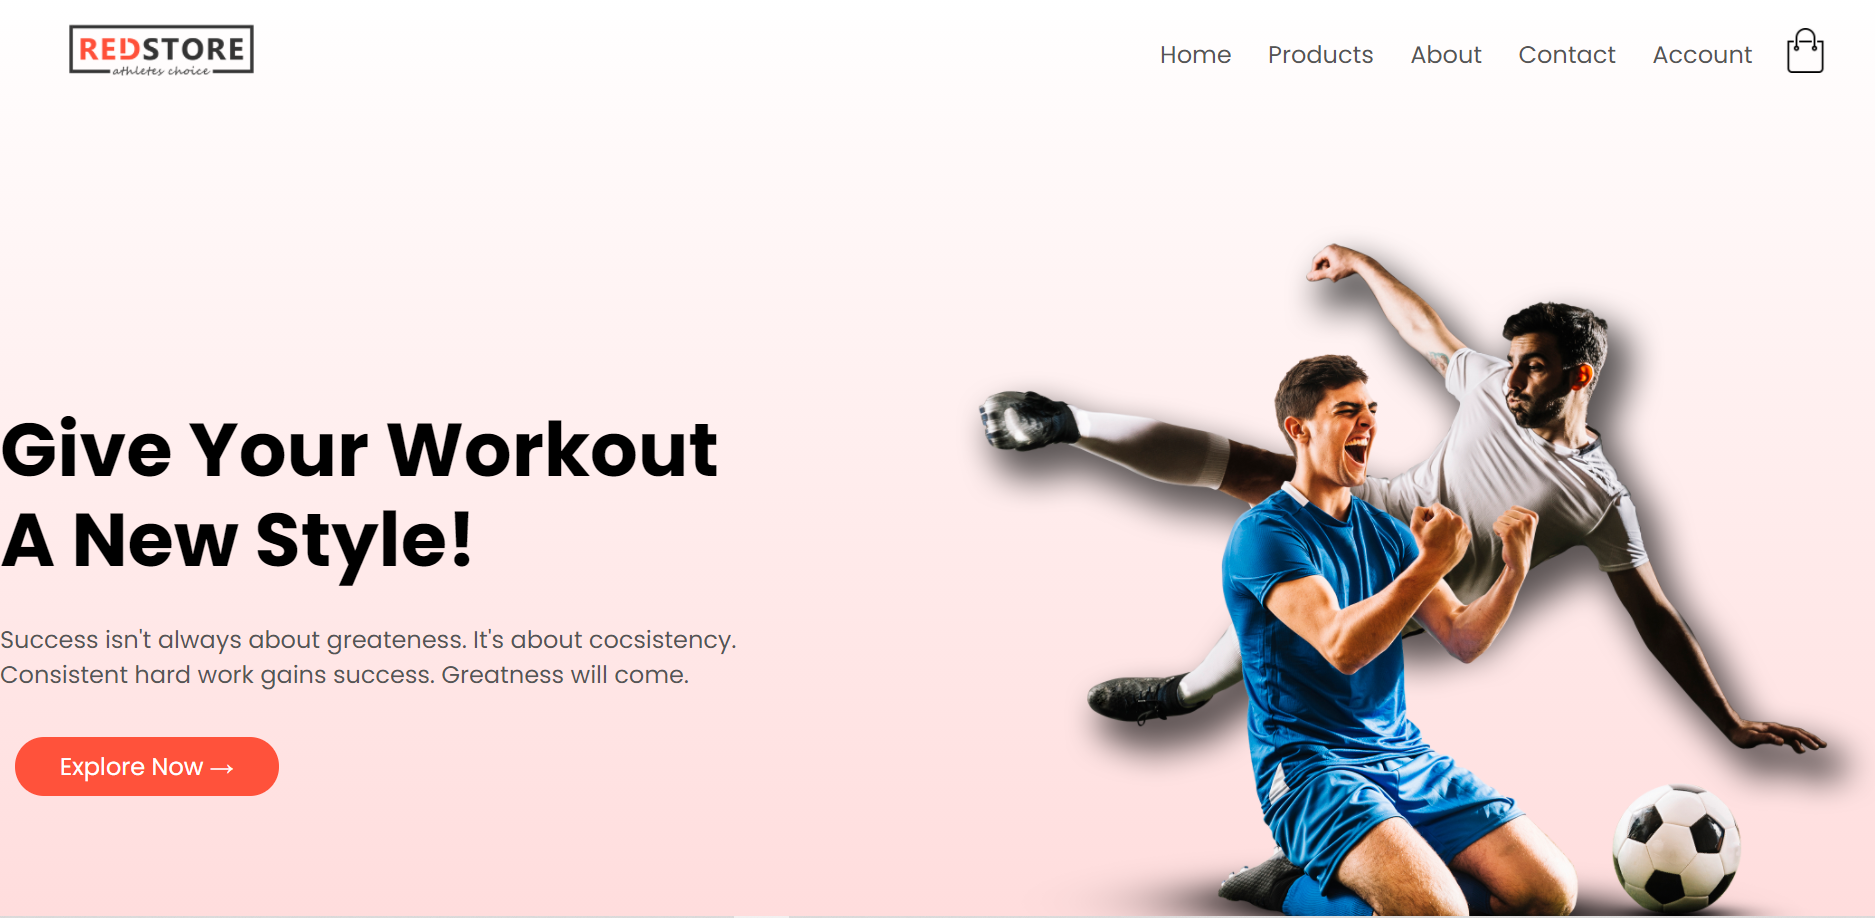 REDSTORE
athletes choice
Home Products About Contact Account
Give Your Workout
A New Style!
Success isn't always about greateness. It's about cocsistency.
Consistent hard work gains success. Greatness will come.
Explore Now →